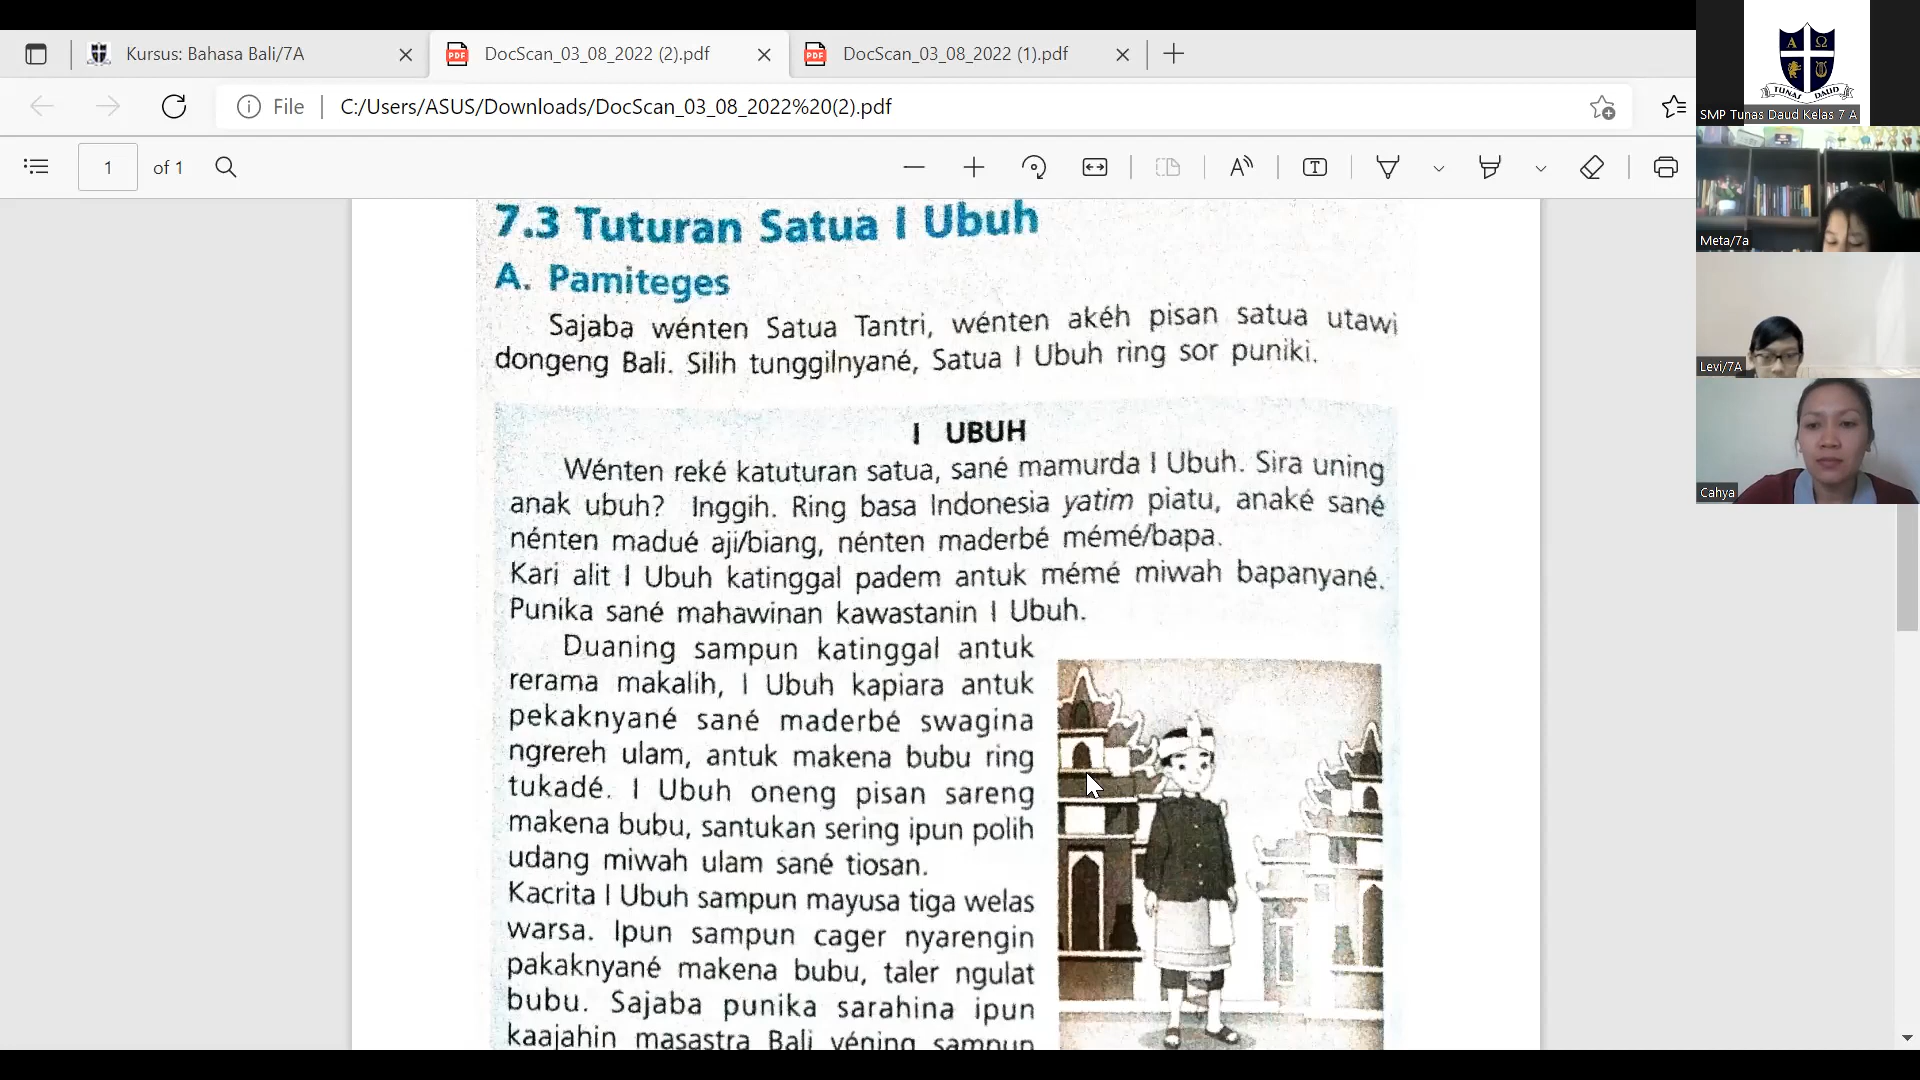 Kursus: Bahasa Bali/7A
DocScan_03_08_2022 (2).pdf
DocScan_03_08_2022 (1).pdf
File
C:/Users/ASUS/Downloads/DocScan_03_08_2022%20(2).pdf
1 of 1
7.3 Tuturan Satua I Ubuh
A. Pamiteges
Sajaba wénten Satua Tantri, wénten akéh pisan satua utawi
dongeng Bali. Silih tunggilnyané, Satua I Ubuh ring sor puniki.
I UBUH
Wénten reké katuturan satua, sané mamurda I Ubuh. Sira uning
anak ubuh? Inggih. Ring basa Indonesia yatim piatu, anaké sané
nénten madué aji/biang, nénten maderbé mémé/bapa.
Kari alit I Ubuh katinggal padem antuk mémé miwah bapanyané.
Punika sané mahawinan kawastanin I Ubuh.
Duaning sampun katinggal antuk
rerama makalih, I Ubuh kapiara antuk
pekaknyané sané maderbé swagina
ngrereh ulam, antuk makena bubu ring
tukadé. I Ubuh oneng pisan sareng
makena bubu, santukan sering ipun polih
udang miwah ulam sané tiosan.
Kacrita I Ubuh sampun mayusa tiga welas
warsa. Ipun sampun cager nyarengin
pakaknyané makena bubu, taler ngulat
bubu. Sajaba punika sarahina ipun
kaajahin masastra Bali véning sampun
A Ω
TUNAS DAUD
SMP Tunas Daud Kelas 7 A
Meta/7a
Levi/7A
Cahya